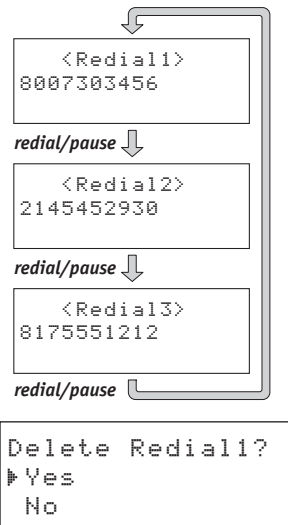 <Redial1>
8007303456
redial/pause
<Redial2>
2145452930
redial/pause
<Redial3>
8175551212
redial/pause
Delete Redial1?
▶Yes
No